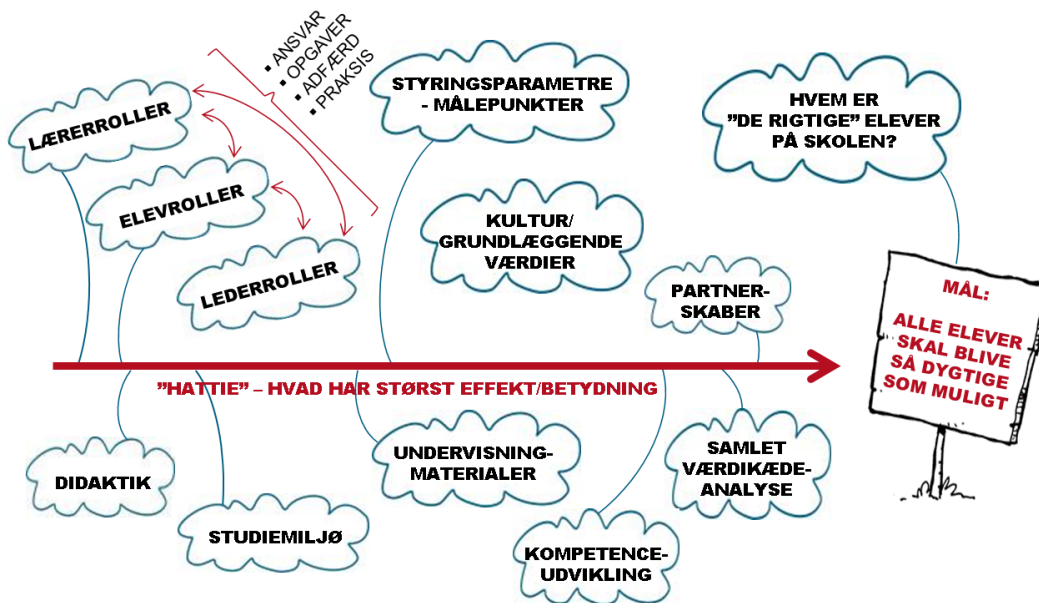 ▪ ANSVAR
▪ OPGAVER
▪ ADFÆRD
▪ PRAKSIS
LÆRERROLLER
ELEVROLLER
LEDERROLLER
STYRINGSPARAMETRE
- MÅLEPUNKTER
KULTUR/
GRUNDLÆGGENDE
VÆRDIER
HVEM ER
”DE RIGTIGE” ELEVER
PÅ SKOLEN?
PARTNER-
SKABER
MÅL:
ALLE ELEVER
SKAL BLIVE
SÅ DYGTIGE
SOM MULIGT
”HATTIE” – HVAD HAR STØRST EFFEKT/BETYDNING
DIDAKTIK
STUDIEMILJØ
UNDERVISNING-
MATERIALER
KOMPETENCE-
UDVIKLING
SAMLET
VÆRDIKÆDE-
ANALYSE